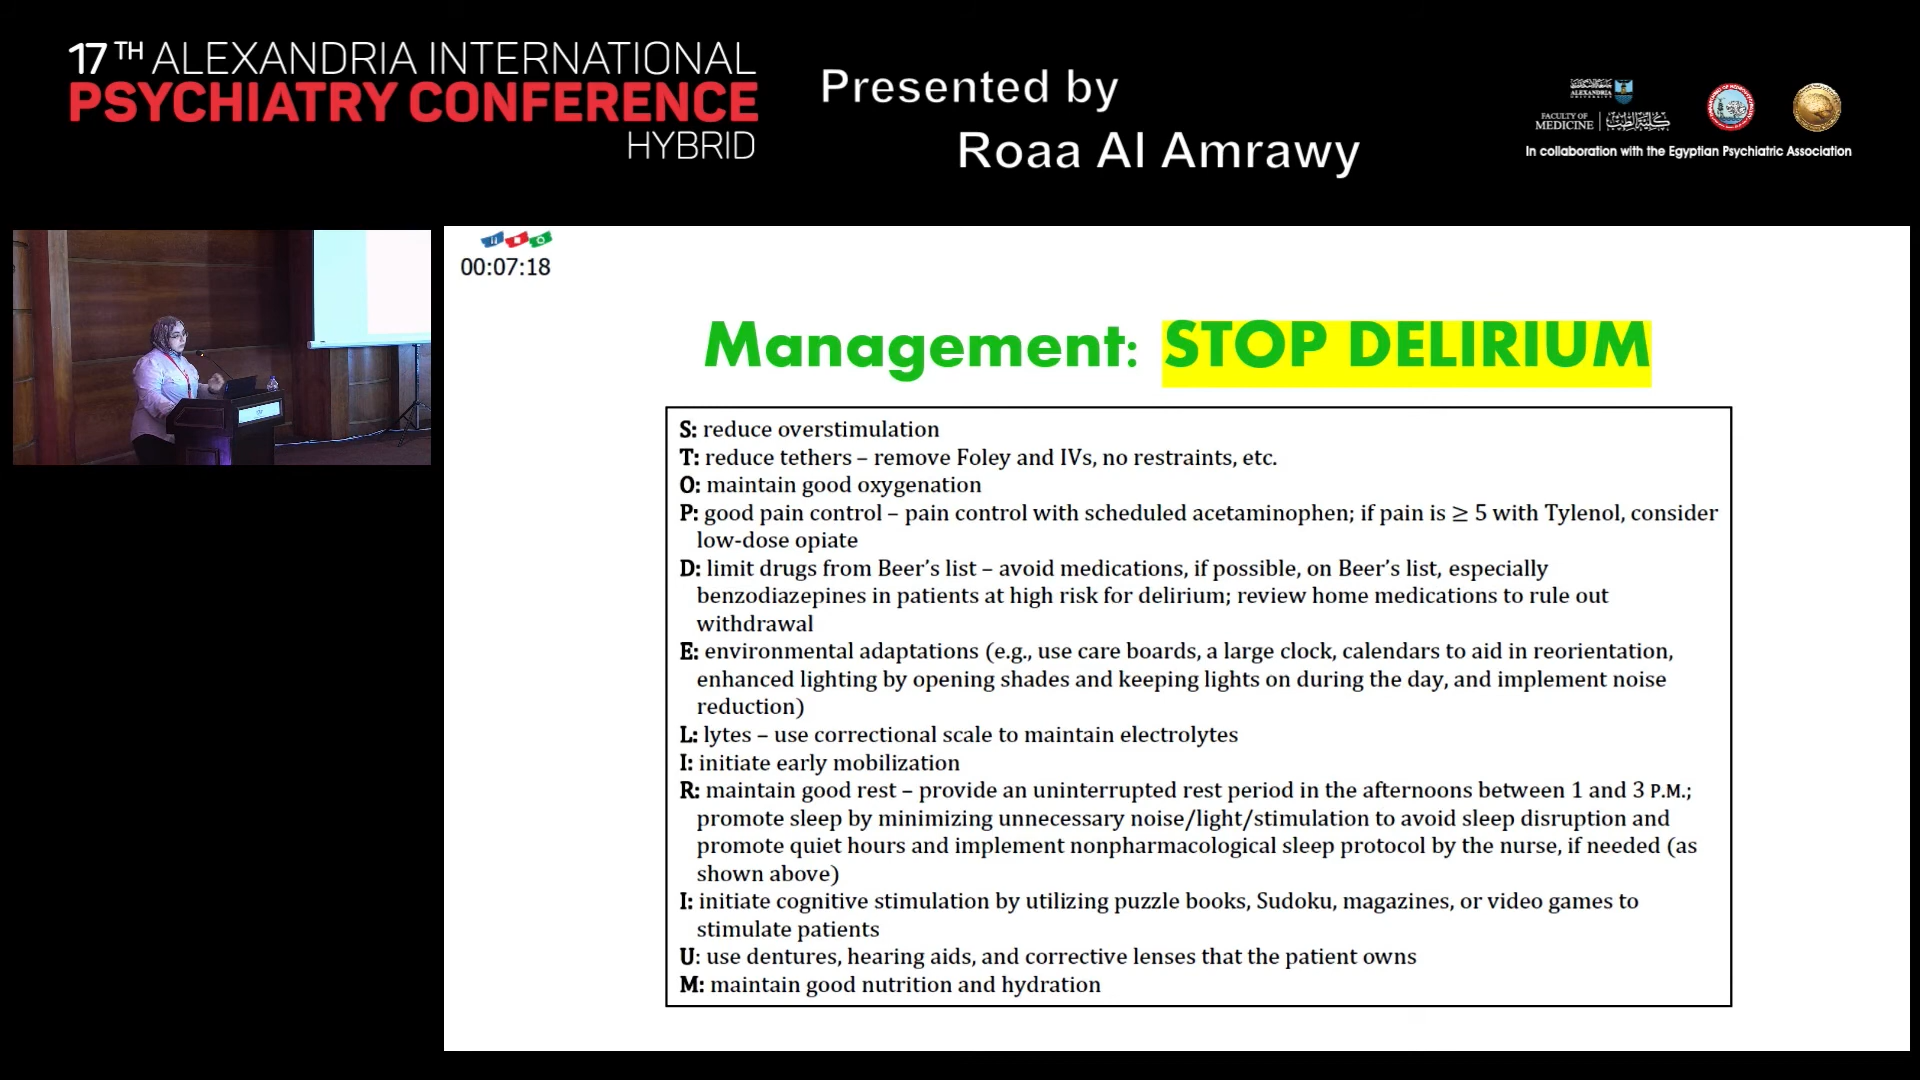 17TH ALEXANDRIA INTERNATIONAL
PSYCHIATRY CONFERENCE
HYBRID
Presented by
Roaa Al Amrawy
ALEXANDRIA
FACULTY OF
MEDICINE
كلية الطب
In collaboration with the Egyptian Psychiatric Association
00:07:18
Management: STOP DELIRIUM
S: reduce overstimulation
T: reduce tethers – remove Foley and IVs, no restraints, etc.
O: maintain good oxygenation
P: good pain control – pain control with scheduled acetaminophen; if pain is ≥ 5 with Tylenol, consider
low-dose opiate
D: limit drugs from Beer’s list – avoid medications, if possible, on Beer’s list, especially
benzodiazepines in patients at high risk for delirium; review home medications to rule out
withdrawal
E: environmental adaptations (e.g., use care boards, a large clock, calendars to aid in reorientation,
enhanced lighting by opening shades and keeping lights on during the day, and implement noise
reduction)
L: lytes – use correctional scale to maintain electrolytes
I: initiate early mobilization
R: maintain good rest – provide an uninterrupted rest period in the afternoons between 1 and 3 P.M.;
promote sleep by minimizing unnecessary noise/light/stimulation to avoid sleep disruption and
promote quiet hours and implement nonpharmacological sleep protocol by the nurse, if needed (as
shown above)
I: initiate cognitive stimulation by utilizing puzzle books, Sudoku, magazines, or video games to
stimulate patients
U: use dentures, hearing aids, and corrective lenses that the patient owns
M: maintain good nutrition and hydration